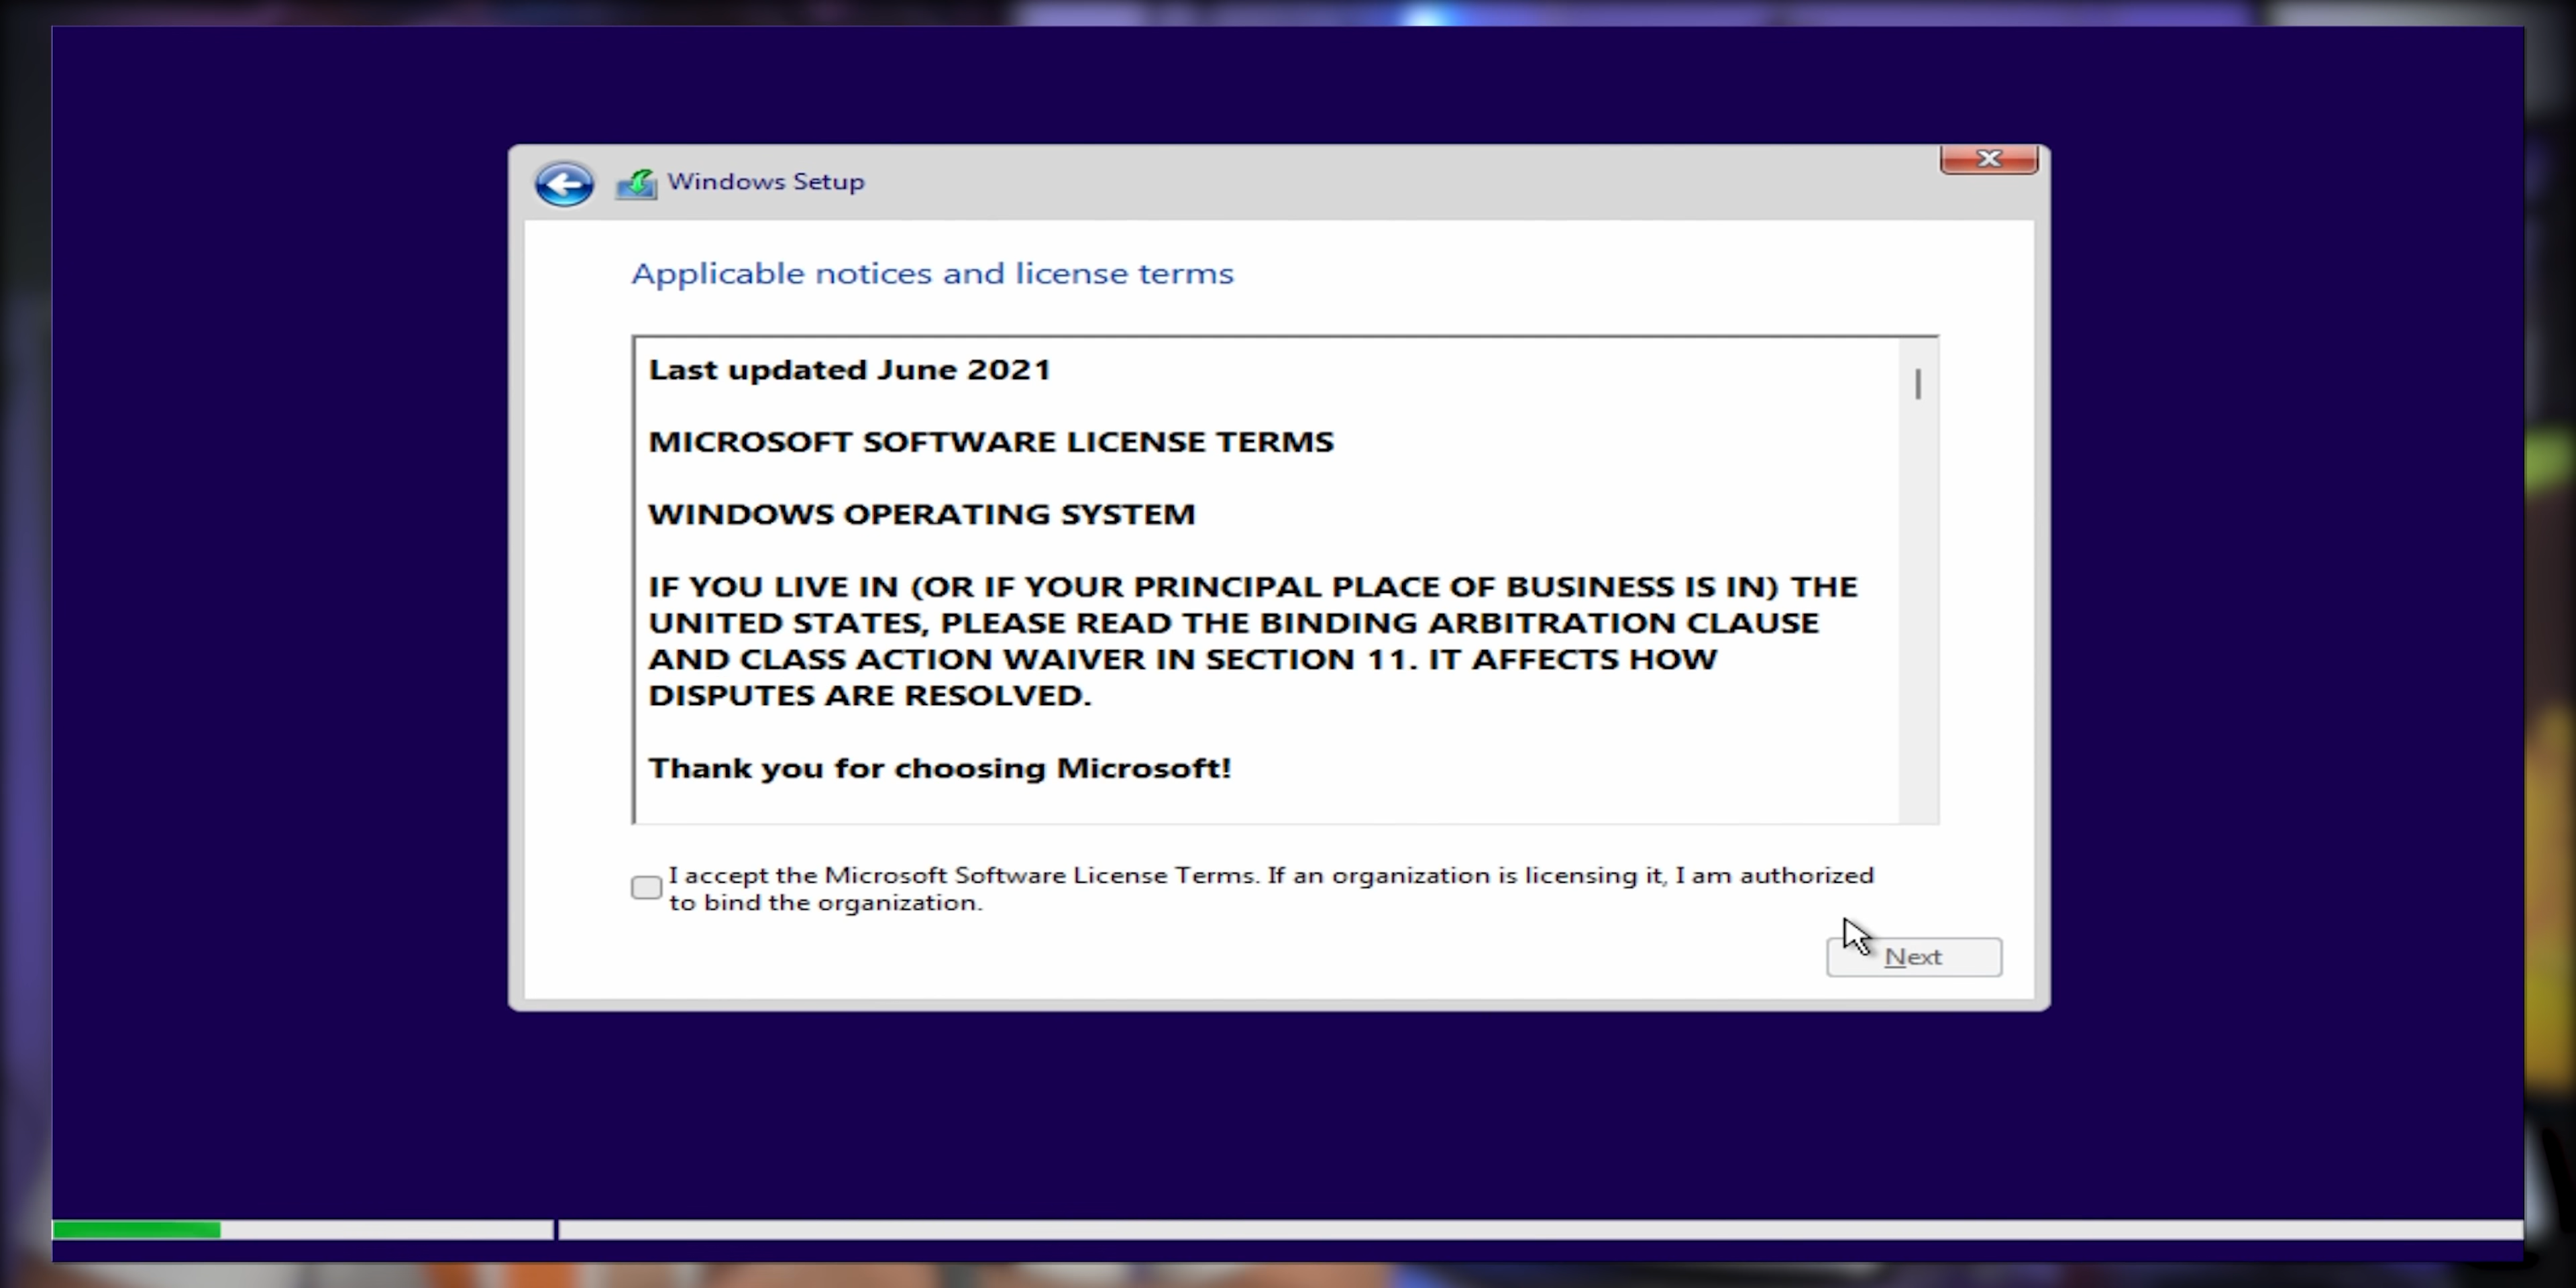 Windows Setup
Applicable notices and license terms
Last updated June 2021
MICROSOFT SOFTWARE LICENSE TERMS
WINDOWS OPERATING SYSTEM
IF YOU LIVE IN (OR IF YOUR PRINCIPAL PLACE OF BUSINESS IS IN) THE
UNITED STATES, PLEASE READ THE BINDING ARBITRATION CLAUSE
AND CLASS ACTION WAIVER IN SECTION 11. IT AFFECTS HOW
DISPUTES ARE RESOLVED.
Thank you for choosing Microsoft!
I accept the Microsoft Software License Terms. If an organization is licensing it, I am authorized
to bind the organization.
Next